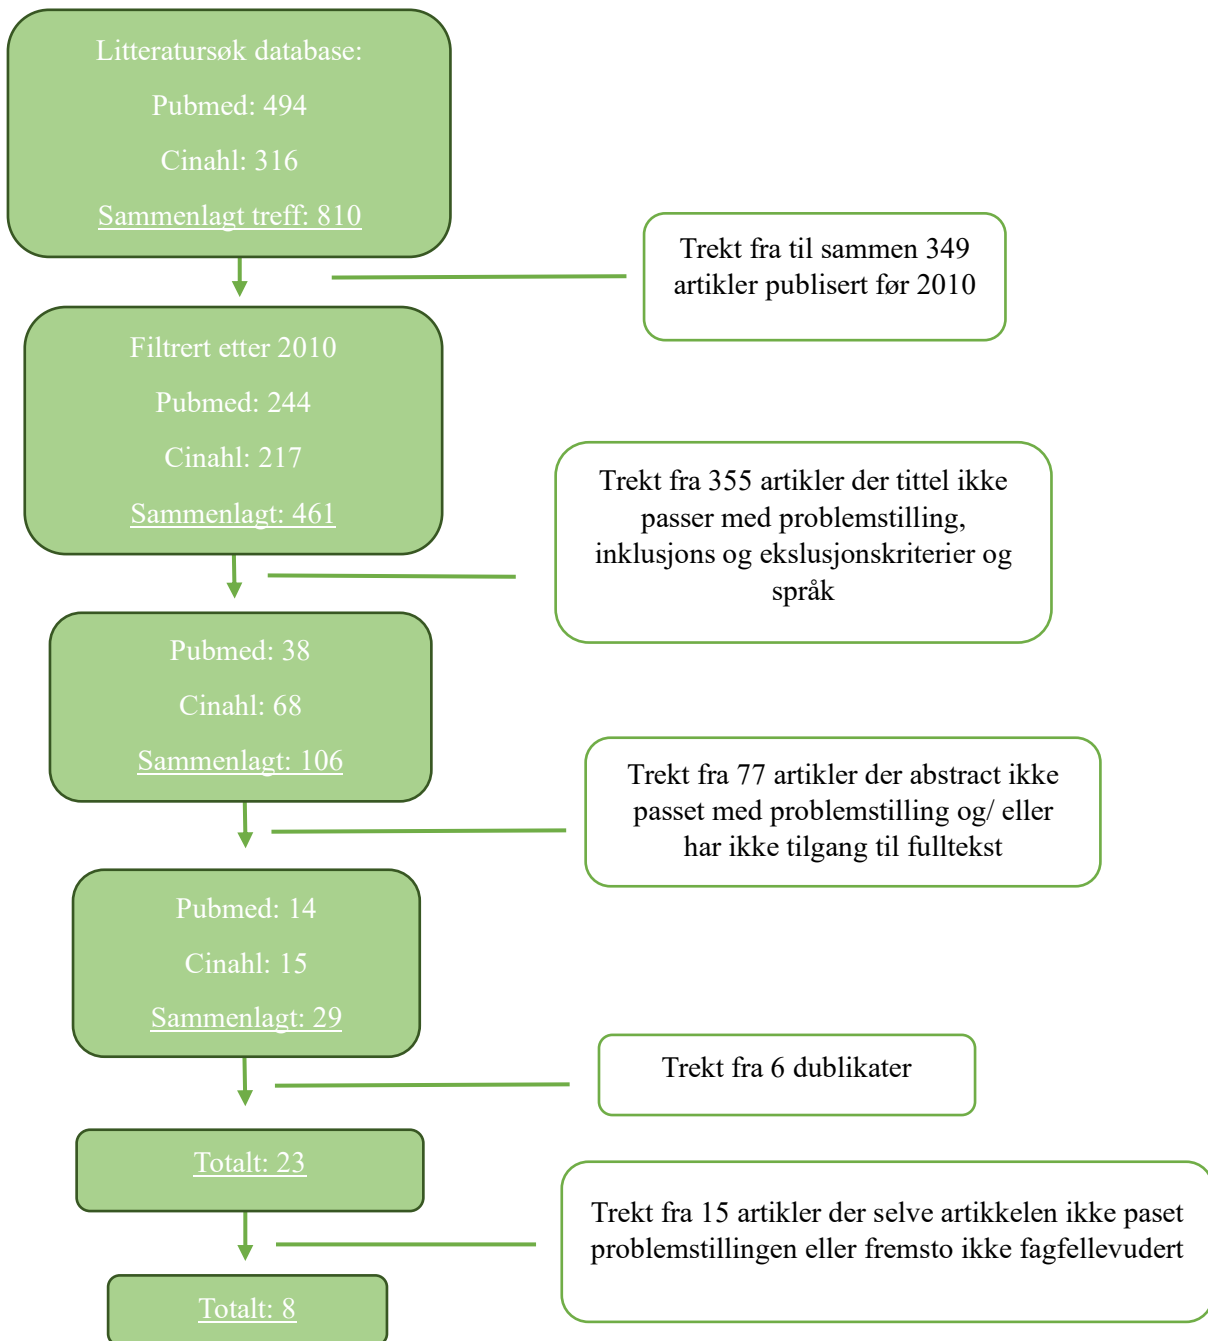 Litteratursøk database:
Pubmed: 494
Cinahl: 316
Sammenlagt treff: 810
Trekt fra til sammen 349
artikler publisert før 2010
Filtrert etter 2010
Pubmed: 244
Cinahl: 217
Sammenlagt: 461
Trekt fra 355 artikler der tittel ikke
passer med problemstilling,
inklusjons og ekslusjonskriterier og
språk
Pubmed: 38
Cinahl: 68
Sammenlagt: 106
Trekt fra 77 artikler der abstract ikke
passet med problemstilling og/ eller
har ikke tilgang til fulltekst
Pubmed: 14
Cinahl: 15
Sammenlagt: 29
Trekt fra 6 dublikater
Totalt: 23
Trekt fra 15 artikler der selve artikkelen ikke paset
problemstillingen eller fremsto ikke fagfellevudert
Totalt: 8